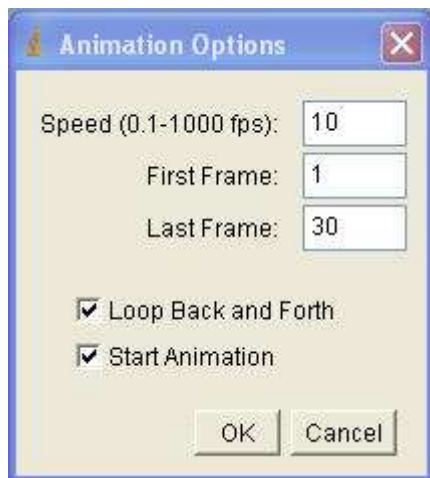 Animation Options
Speed (0.1-1000 fps): 10
First Frame: 1
Last Frame: 30
Loop Back and Forth
Start Animation
OK Cancel